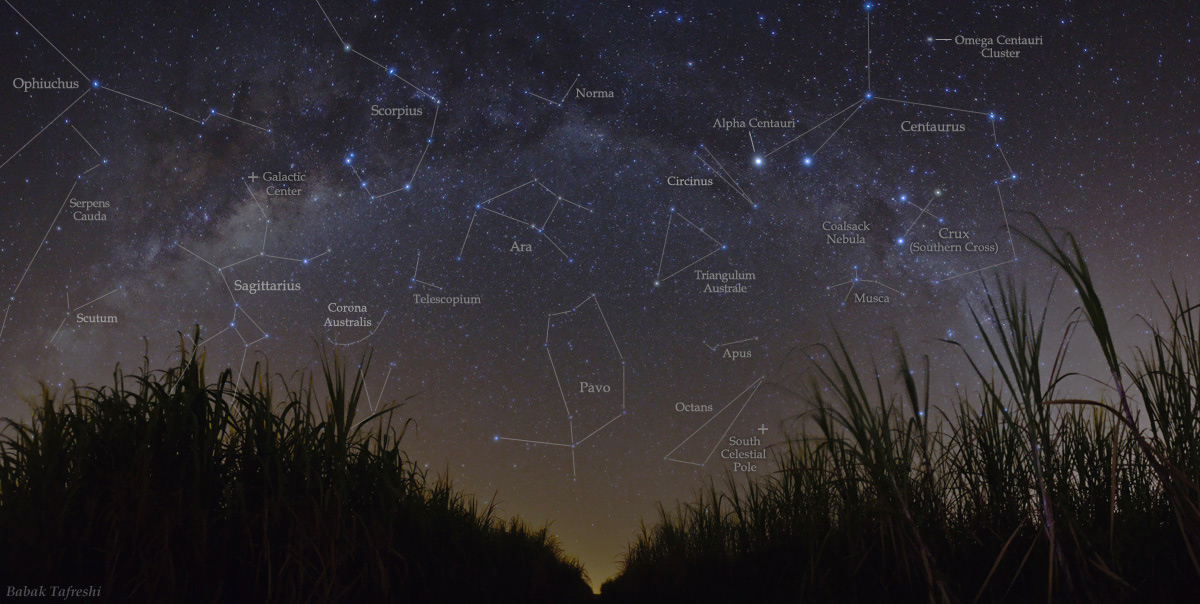 Omega Centauri
Cluster
Ophiuchus
Norma
Scorpius
Alpha Centauri
Centaurus
Galactic
Center
Circinus
Serpens
Cauda
Coalsack
Nebula
Crux
(Southern Cross)
Ara
Triangulum
Australe
Sagittarius
Telescopium
Musca
Scutum
Corona
Australis
Apus
Pavo
Octans
South
Celestial
Pole
Babak Tafreshi